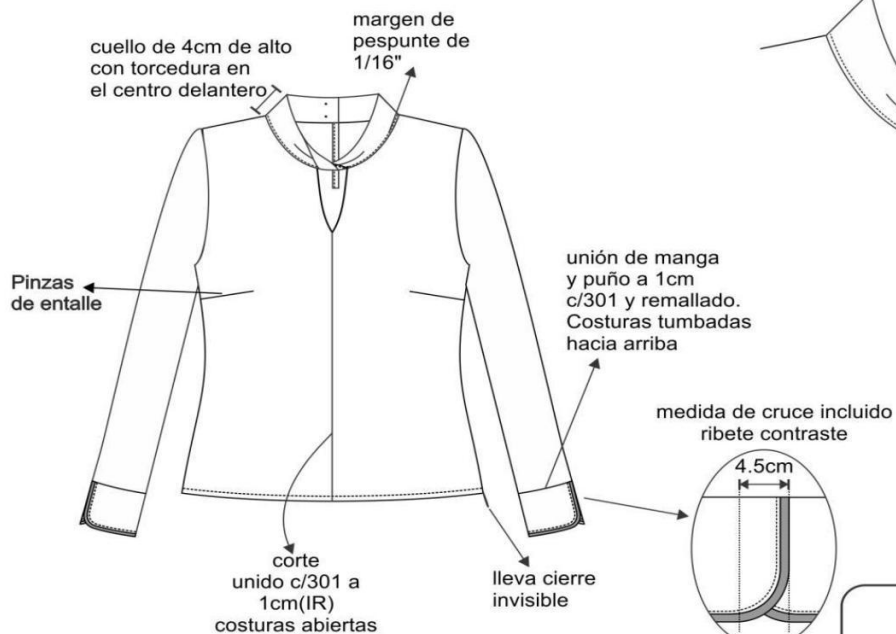 cuello de 4cm de alto
con torcedura en
el centro delantero
margen de
pespunte de
1/16"
Pinzas
de entalle
unión de manga
y puño a 1cm
c/301 y remallado.
Costuras tumbadas
hacia arriba
medida de cruce incluido
ribete contraste
4.5cm
corte
unido c/301 a
1cm(IR)
costuras abiertas
lleva cierre
invisible